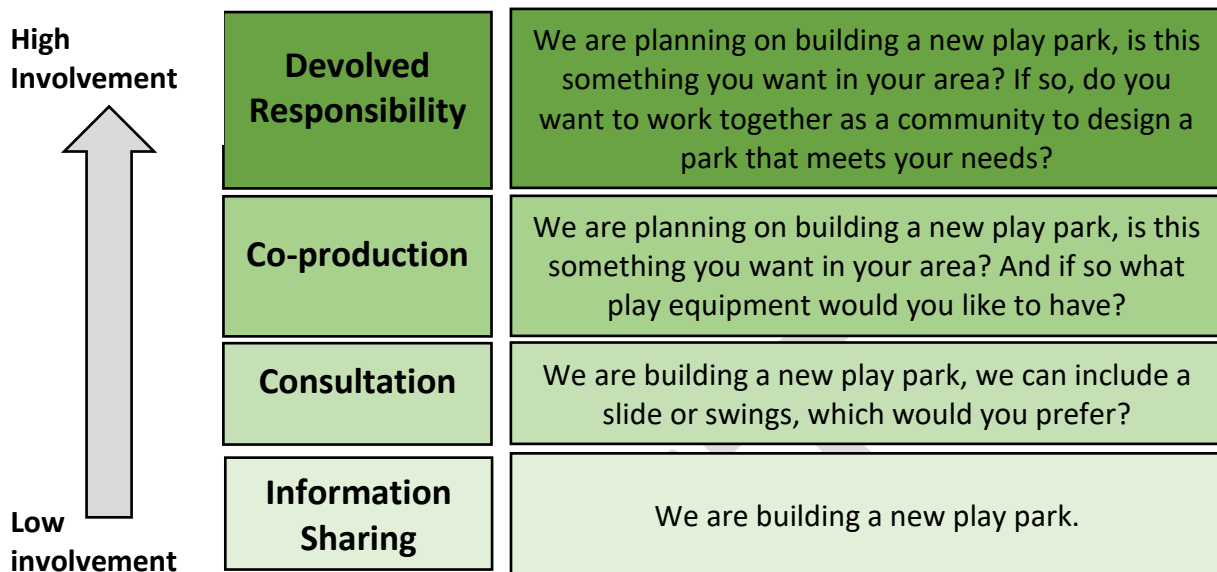 High
Involvement
Devolved
Responsibility
We are planning on building a new play park, is this
something you want in your area? If so, do you
want to work together as a community to design a
park that meets your needs?
Co-production
We are planning on building a new play park, is this
something you want in your area? And if so what
play equipment would you like to have?
Consultation
We are building a new play park, we can include a
slide or swings, which would you prefer?
Information
Sharing
We are building a new play park.
Low
involvement